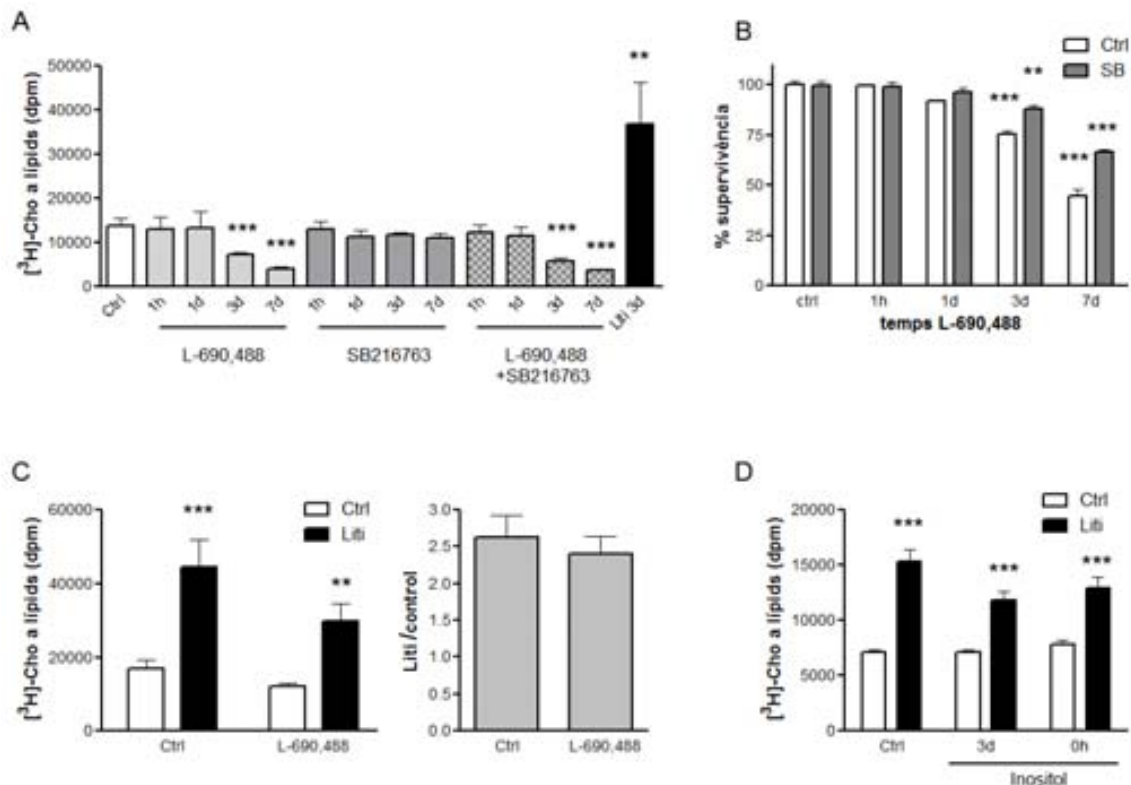 A
[³H]-Cho a lípids (dpm)
50000
40000
30000
20000
10000
0
**
*** ***
*** ***
Ctrl 1h 1d 3d 7d 1h 1d 3d 7d 1h 1d 3d 7d Liti 3d
L-690,488 SB216763 L-690,488
+SB216763
B
Ctrl
SB
% supervivència
100
75
50
25
0
*** **
*** ***
ctrl 1h 1d 3d 7d
temps L-690,488
C
[³H]-Cho a lípids (dpm)
60000
40000
20000
0
Ctrl
Liti
***
**
Ctrl L-690,488
Liti/control
3.0
2.5
2.0
1.5
1.0
0.5
0.0
Ctrl L-690,488
D
[³H]-Cho a lípids (dpm)
20000
15000
10000
5000
0
Ctrl
Liti
*** *** ***
Ctrl 3d 0h
Inositol